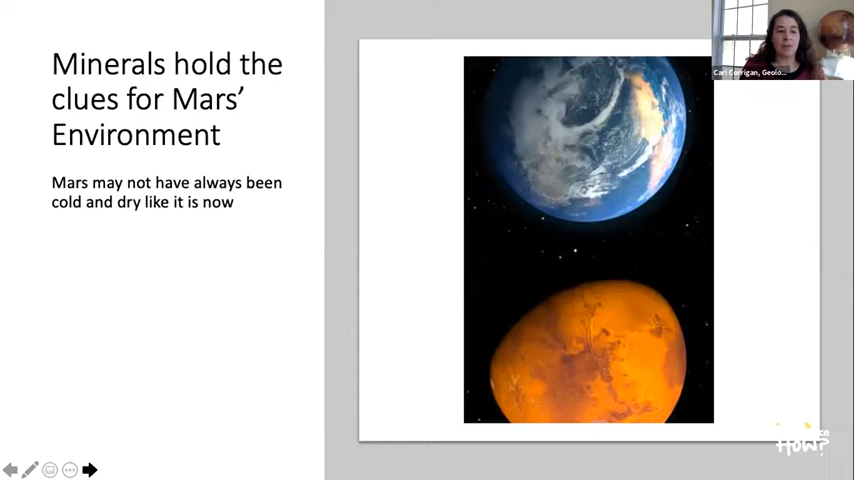 Minerals hold the
clues for Mars'
Environment
Mars may not have always been
cold and dry like it is now
Cari Corrigan, Geolo...
HOW?